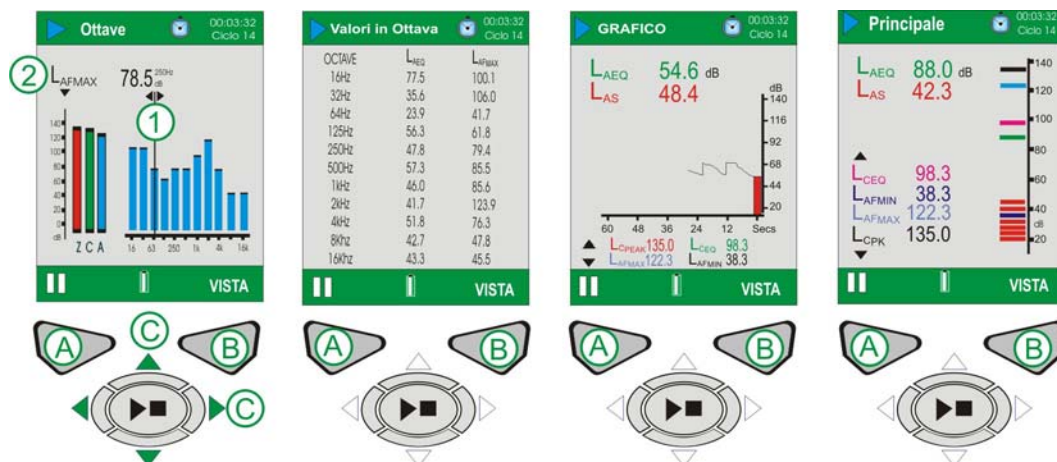 Ottave
00:03:32
Ciclo 14
2
LAFMAX 78.5 250Hz dB
1
140
120
100
80
60
40
20
0
dB
Z C A
16 63 250 1k 4k 16k
VISTA
A
B
C
C
Valori in Ottava
00:03:32
Ciclo 14
OCTAVE LAEQ LAFMAX
16Hz 77.5 100.1
32Hz 35.6 106.0
64Hz 23.9 41.7
125Hz 56.3 61.8
250Hz 47.8 79.4
500Hz 57.3 85.5
1kHz 46.0 85.6
2kHz 41.7 123.9
4kHz 51.8 76.3
8Khz 42.7 47.8
16Khz 43.3 45.5
VISTA
A
B
GRAFICO
00:03:32
Ciclo 14
LAEQ 54.6 dB
LAS 48.4
dB
140
116
92
68
44
20
60 48 36 24 12 Secs
LCPEAK 135.0 LCEQ 98.3
LAFMAX 122.3 LAFMIN 38.3
VISTA
A
B
Principale
00:03:32
Ciclo 14
LAEQ 88.0 dB
LAS 42.3
140
120
100
80
60
40
20
LCEQ 98.3
LAFMIN 38.3
LAFMAX 122.3
LCPK 135.0
VISTA
A
B